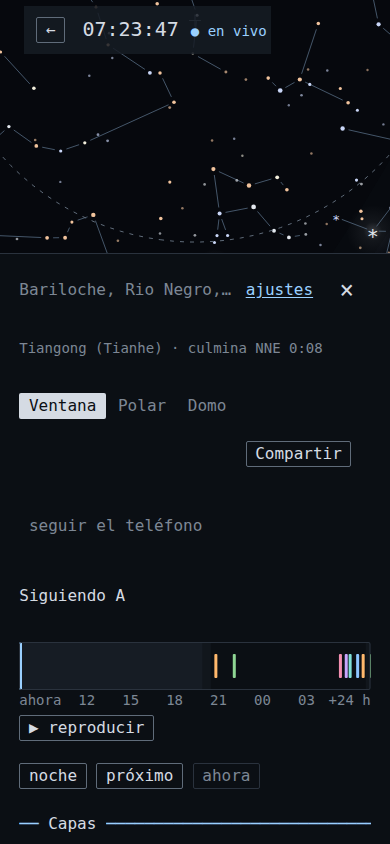 ← 07:23:47 ● en vivo
Bariloche, Rio Negro,… ajustes ×
Tiangong (Tianhe) · culmina NNE 0:08
Ventana Polar Domo
Compartir
seguir el teléfono
Siguiendo A
ahora 12 15 18 21 00 03 +24 h
▶ reproducir
noche próximo ahora
Capas